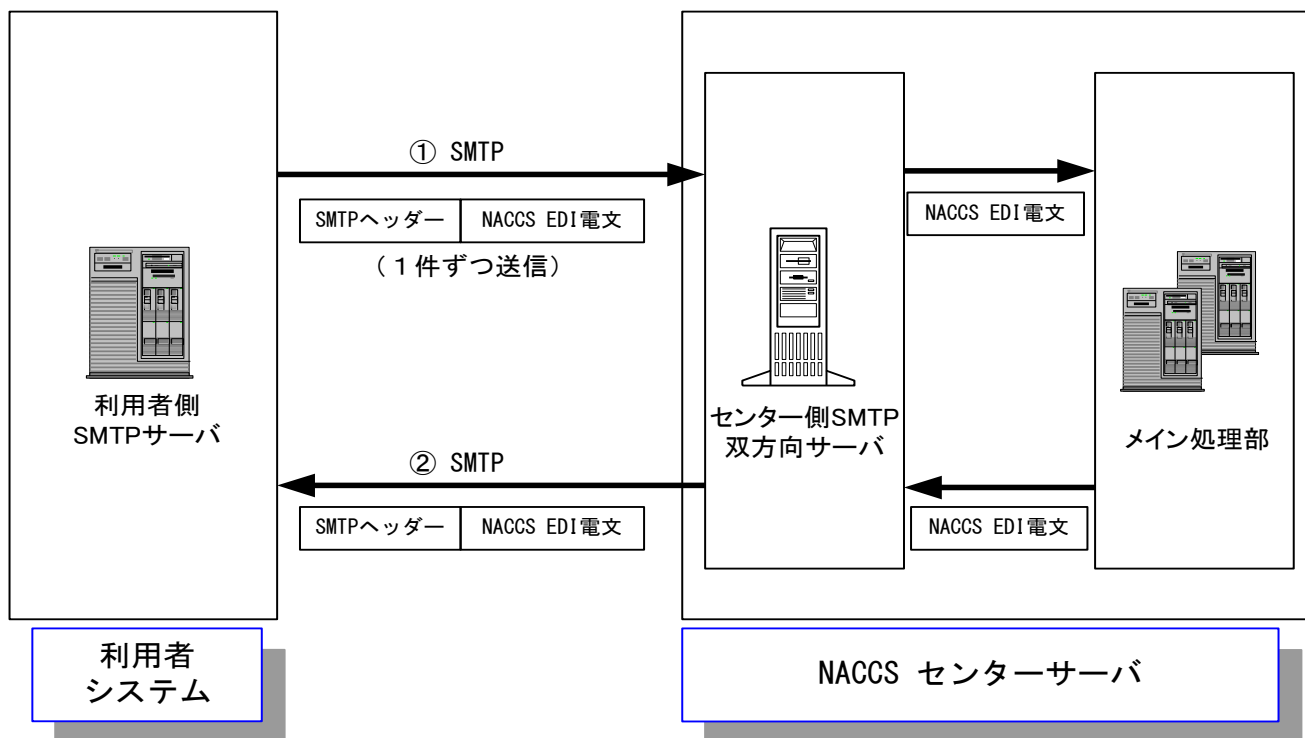 ① SMTP
SMTPヘッダー NACCS EDI電文
(1件ずつ送信)
NACCS EDI電文
利用者側
SMTPサーバ
センター側SMTP
双方向サーバ
メイン処理部
② SMTP
SMTPヘッダー NACCS EDI電文
NACCS EDI電文
利用者
システム
NACCS センターサーバ